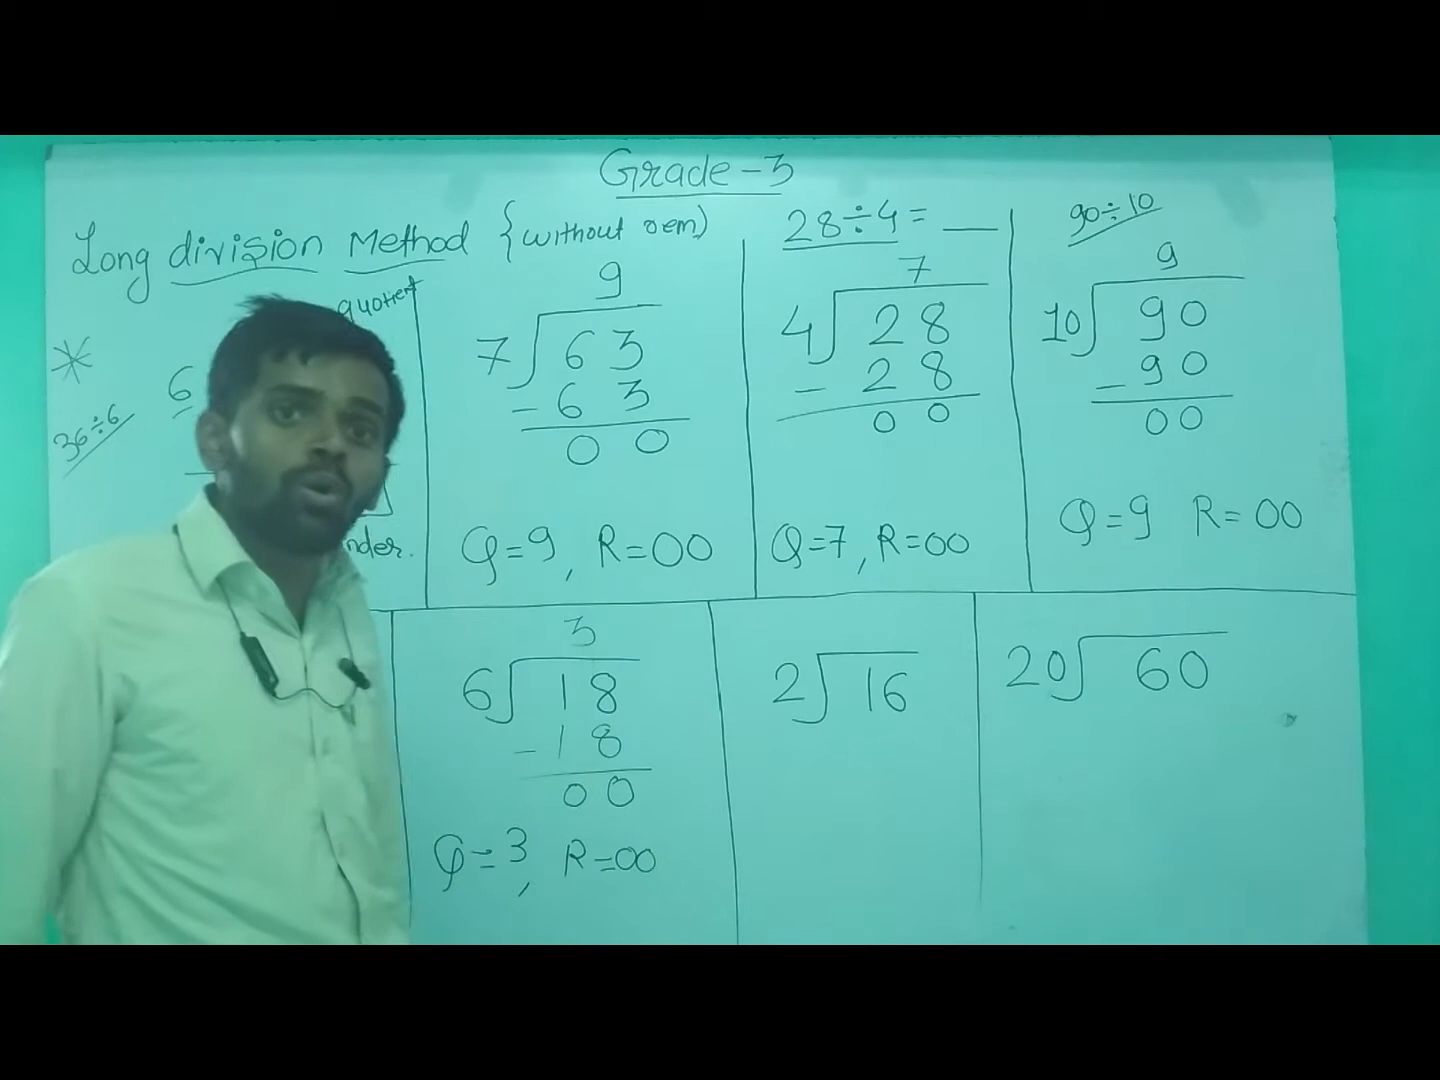 Grade-3
Long division Method {without rem)
36÷6
6
quotient
nder.
9
7 63
- 63
00
Q=9, R=00
28÷4= __
7
4 28
- 28
00
Q=7, R=00
90÷10
9
10 90
- 90
00
Q=9 R=00
3
6 18
- 18
00
Q=3, R=00
2 16
20 60